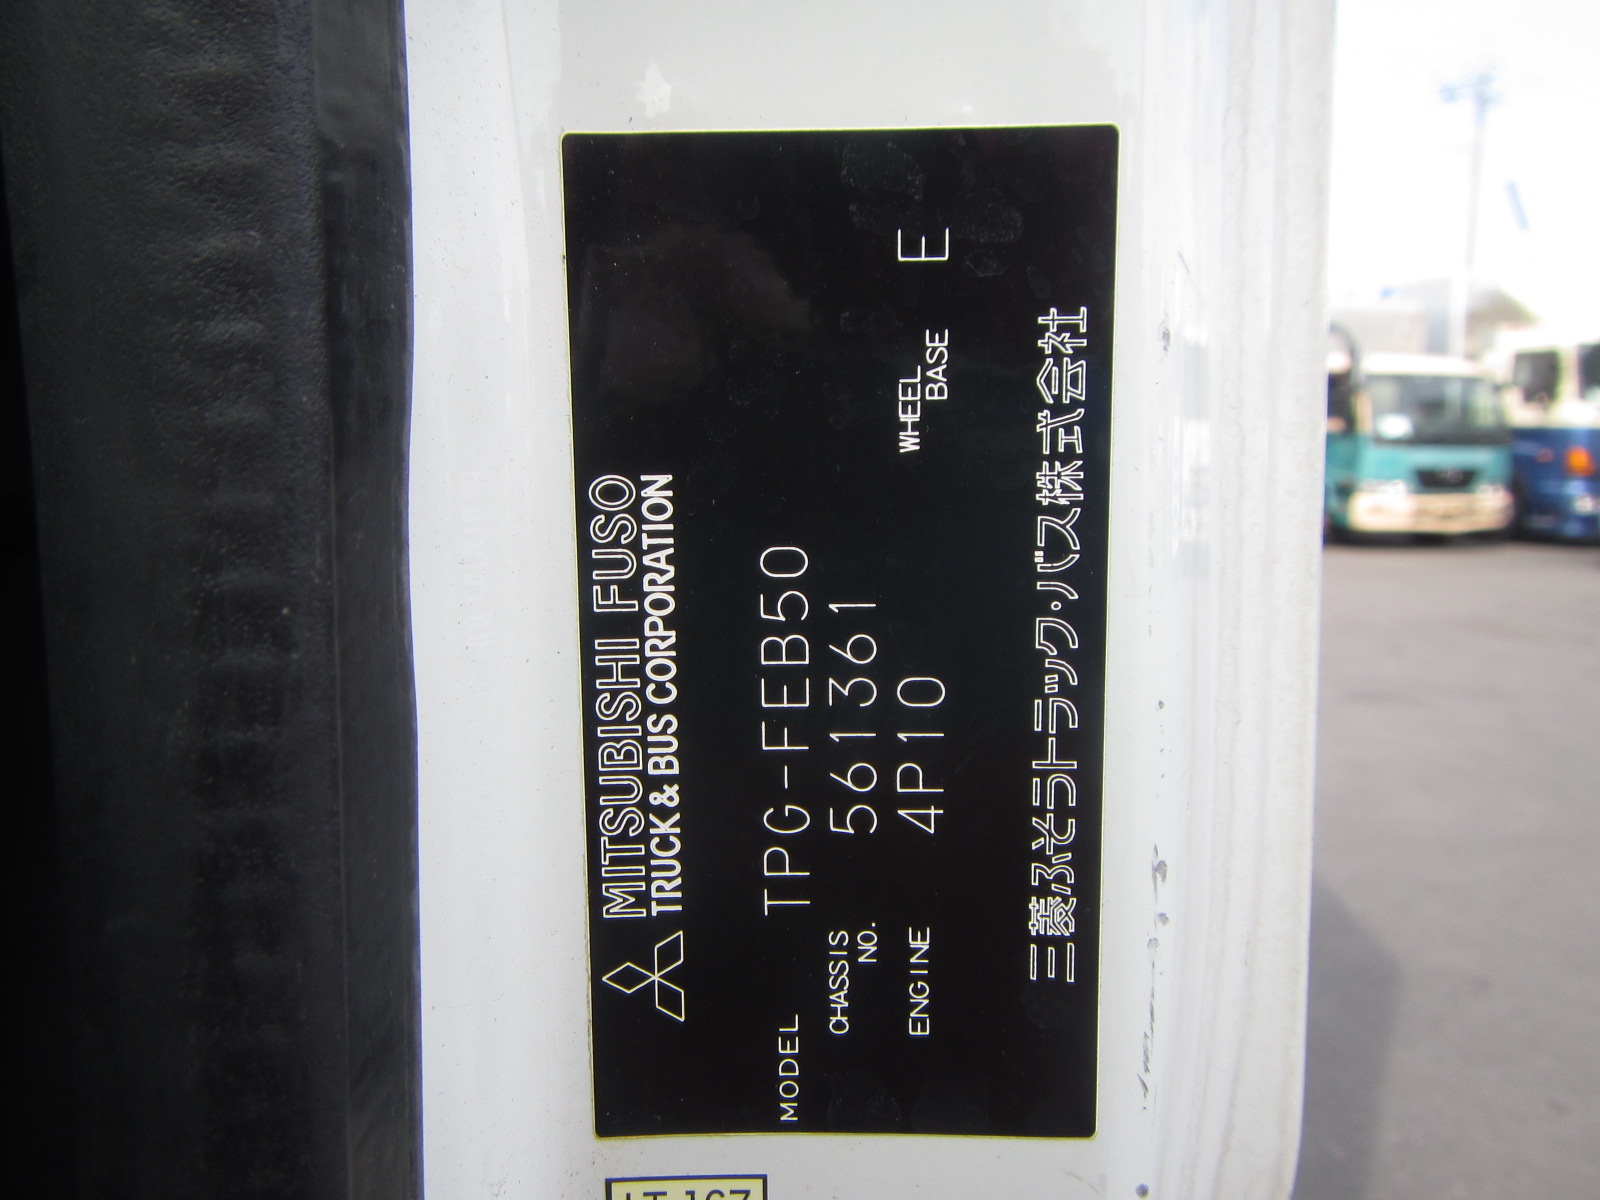 MITSUBISHI FUSO
TRUCK & BUS CORPORATION
MODEL TPG-FEB50
CHASSIS NO. 561361
ENGINE 4P10 WHEEL BASE E
三菱ふそうトラック・バス株式会社